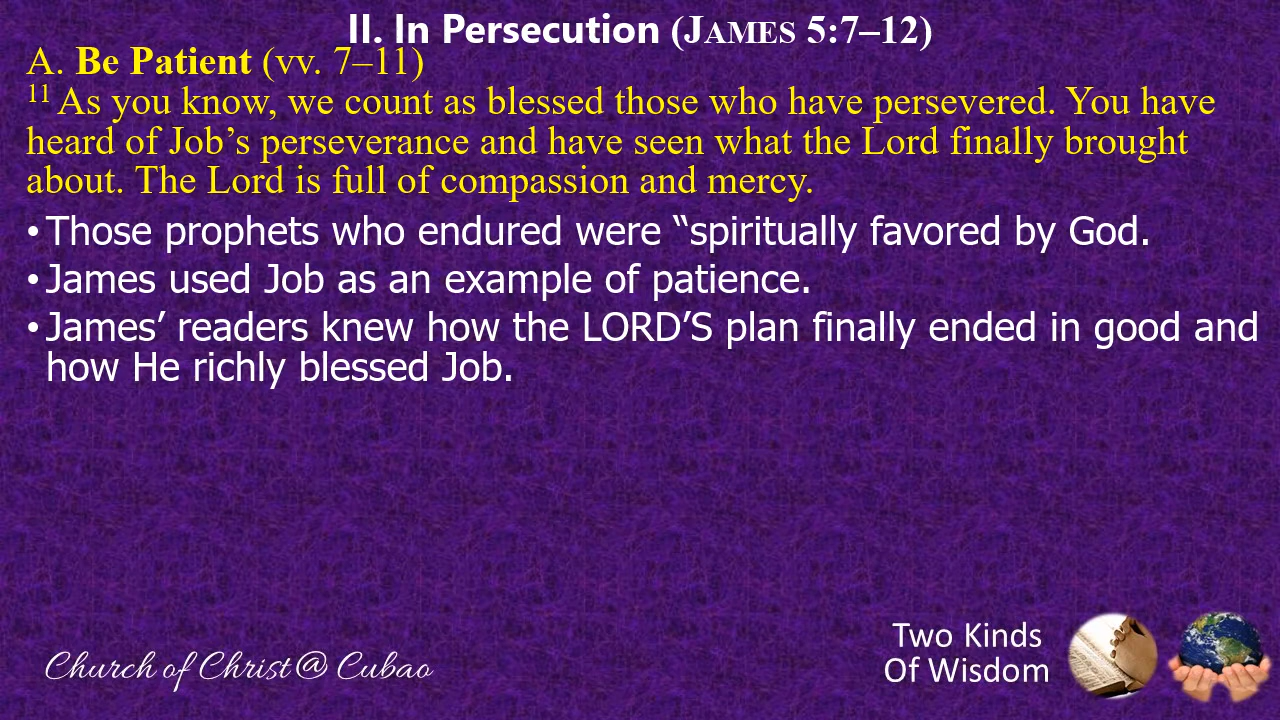 II. In Persecution (JAMES 5:7–12)
A. Be Patient (vv. 7–11)
11 As you know, we count as blessed those who have persevered. You have
heard of Job’s perseverance and have seen what the Lord finally brought
about. The Lord is full of compassion and mercy.
• Those prophets who endured were “spiritually favored by God.
• James used Job as an example of patience.
• James’ readers knew how the LORD’S plan finally ended in good and
how He richly blessed Job.
Church of Christ @ Cubao
Two Kinds
Of Wisdom